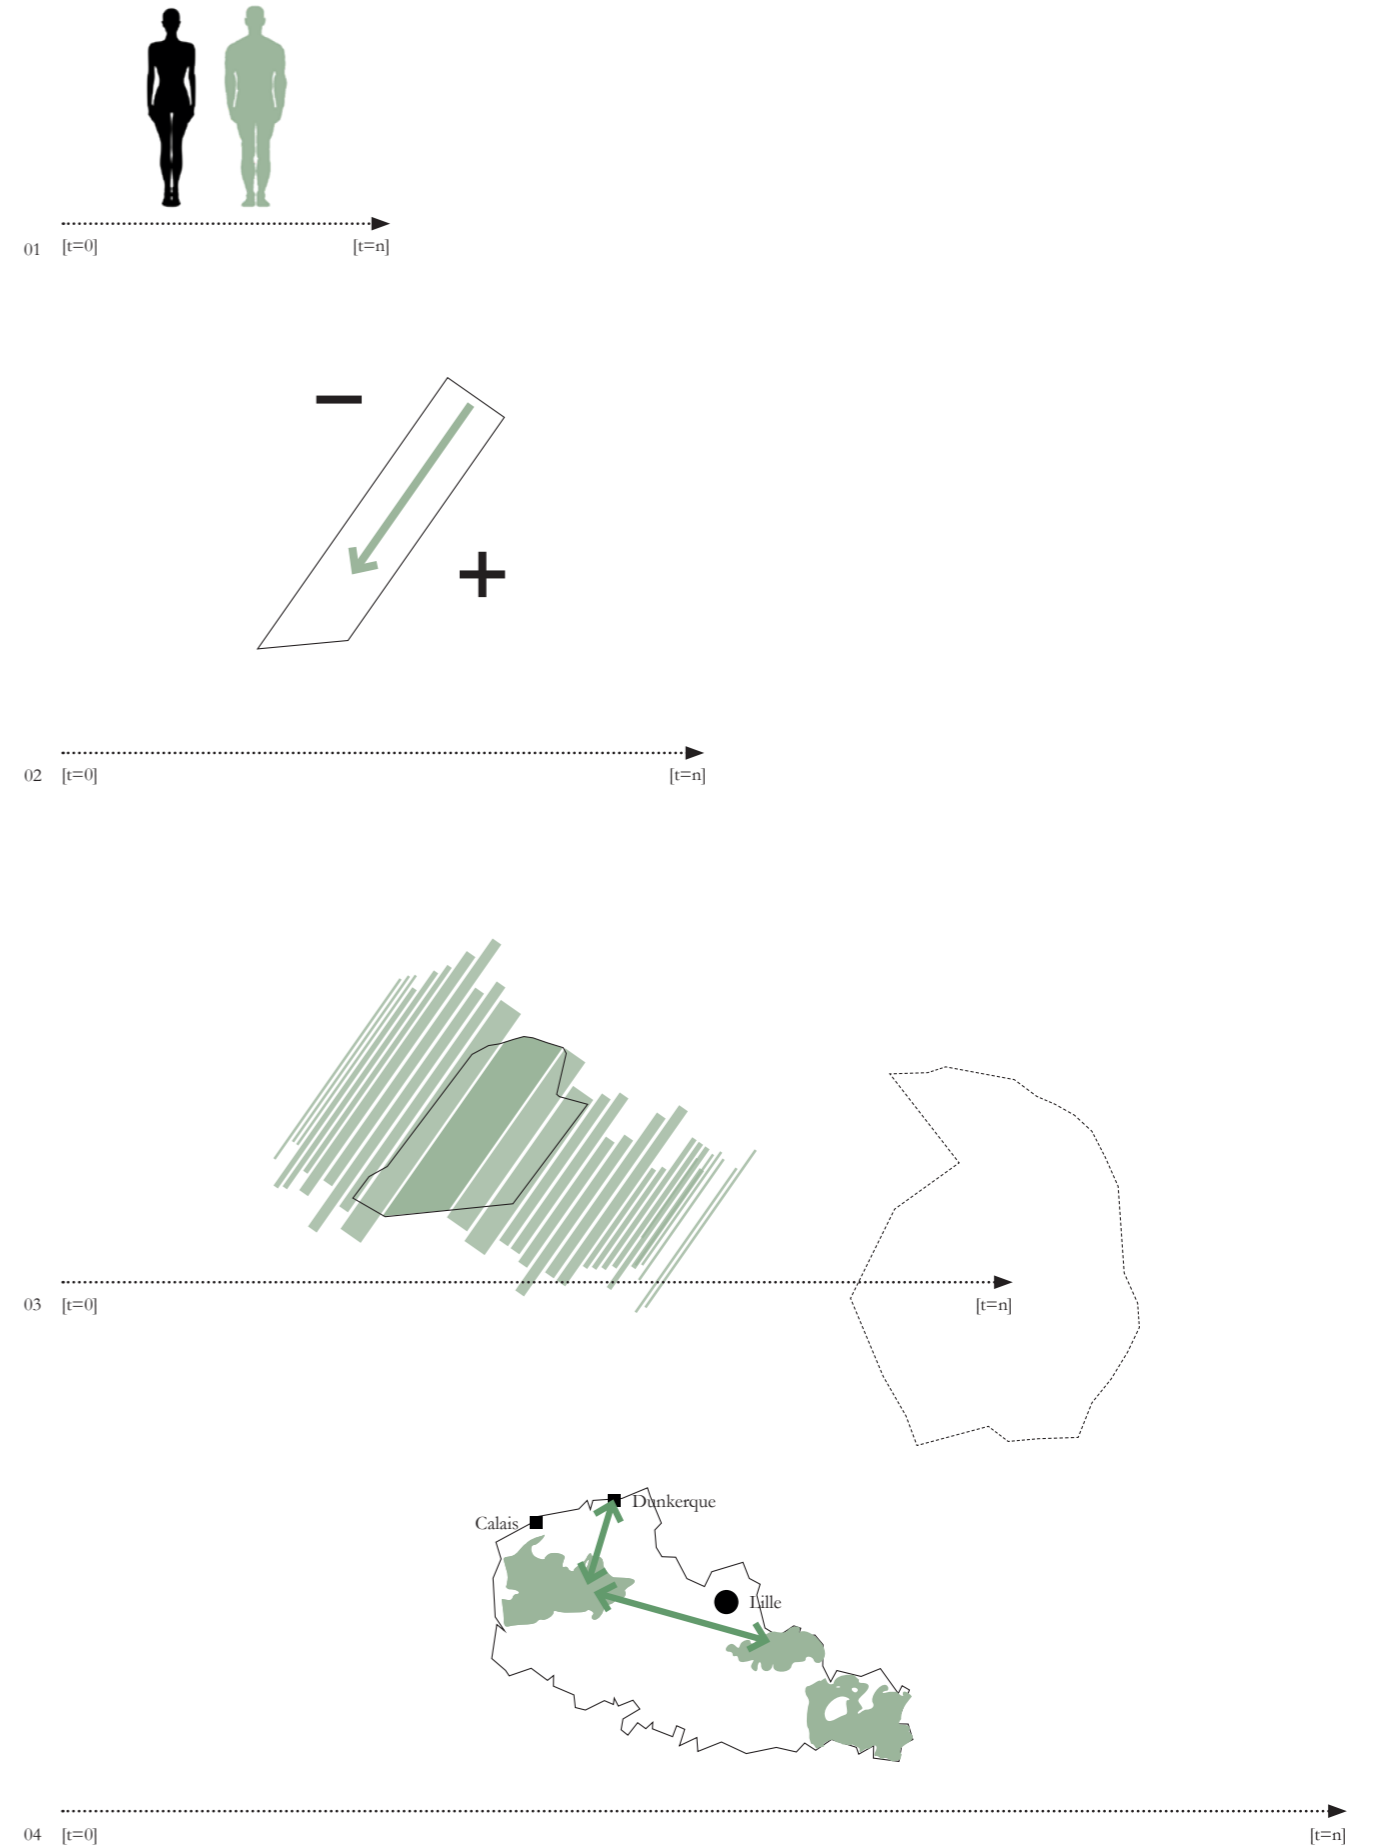 01 [t=0] [t=n]
02 [t=0] [t=n]
03 [t=0] [t=n]
Dunkerque
Calais
Lille
04 [t=0] [t=n]